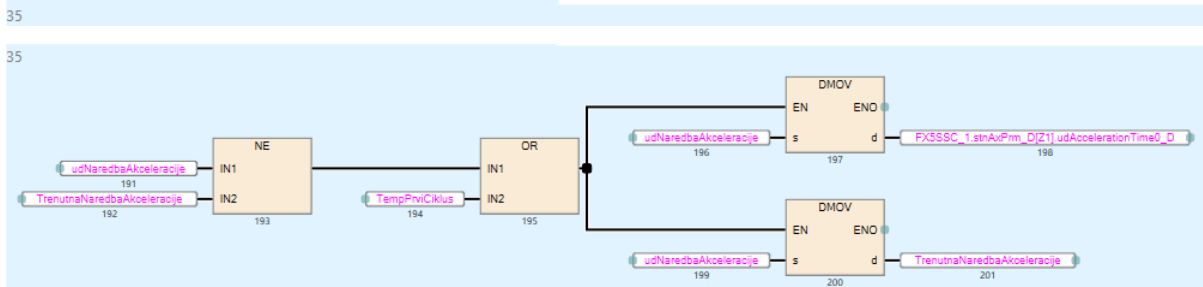 35
35
DMOV
EN ENO
udNaredbaAkceleracije s d FX5SSC_1.stnAxPrm_D[Z1].udAccelerationTime0_D
196 197 198
NE OR
udNaredbaAkceleracije IN1 IN1
191
TrenutnaNaredbaAkceleracije IN2 TempPrviCiklus IN2
192 193 194 195
DMOV
EN ENO
udNaredbaAkceleracije s d TrenutnaNaredbaAkceleracije
199 200 201